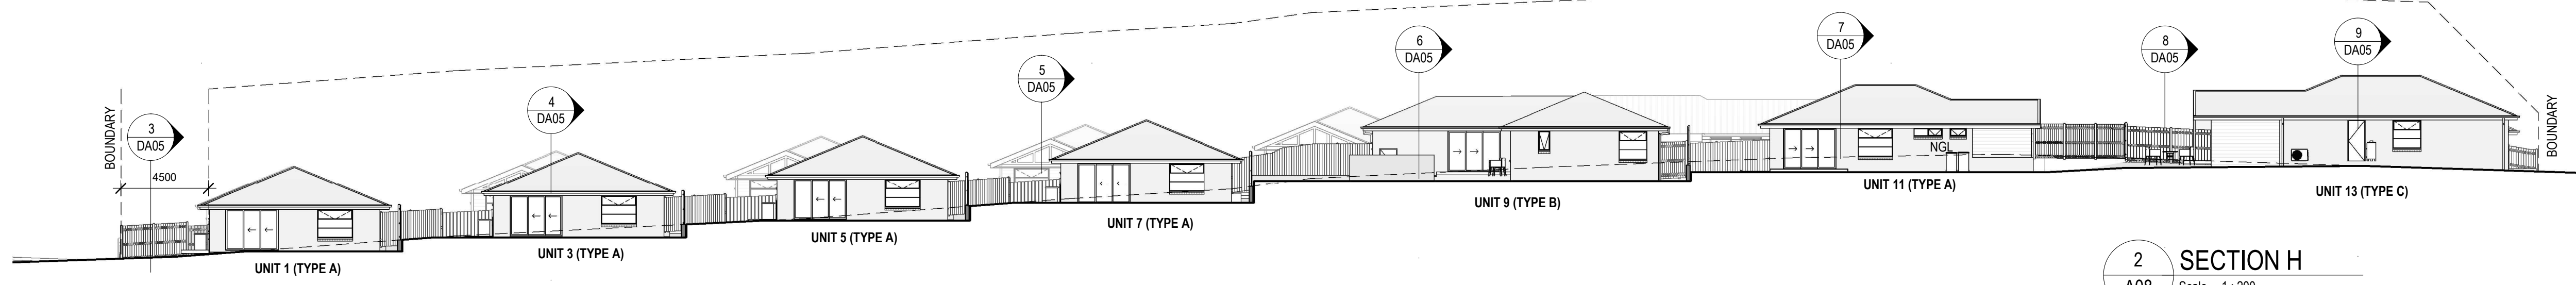 BOUNDARY
3
DA05
4500
4
DA05
5
DA05
6
DA05
7
DA05
8
DA05
9
DA05
BOUNDARY
NGL
UNIT 1 (TYPE A)
UNIT 3 (TYPE A)
UNIT 5 (TYPE A)
UNIT 7 (TYPE A)
UNIT 9 (TYPE B)
UNIT 11 (TYPE A)
UNIT 13 (TYPE C)
2
SECTION H